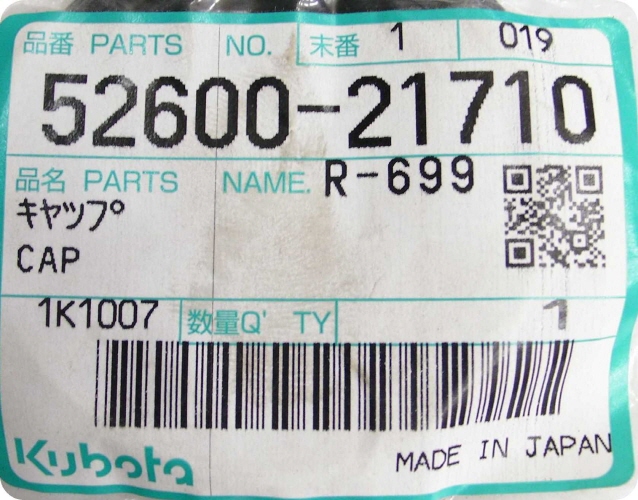 品番 PARTS NO. 末番 1 019
52600-21710
品名 PARTS NAME. R-699
キャップ
CAP
1K1007 数量Q' TY 1
Kubota MADE IN JAPAN